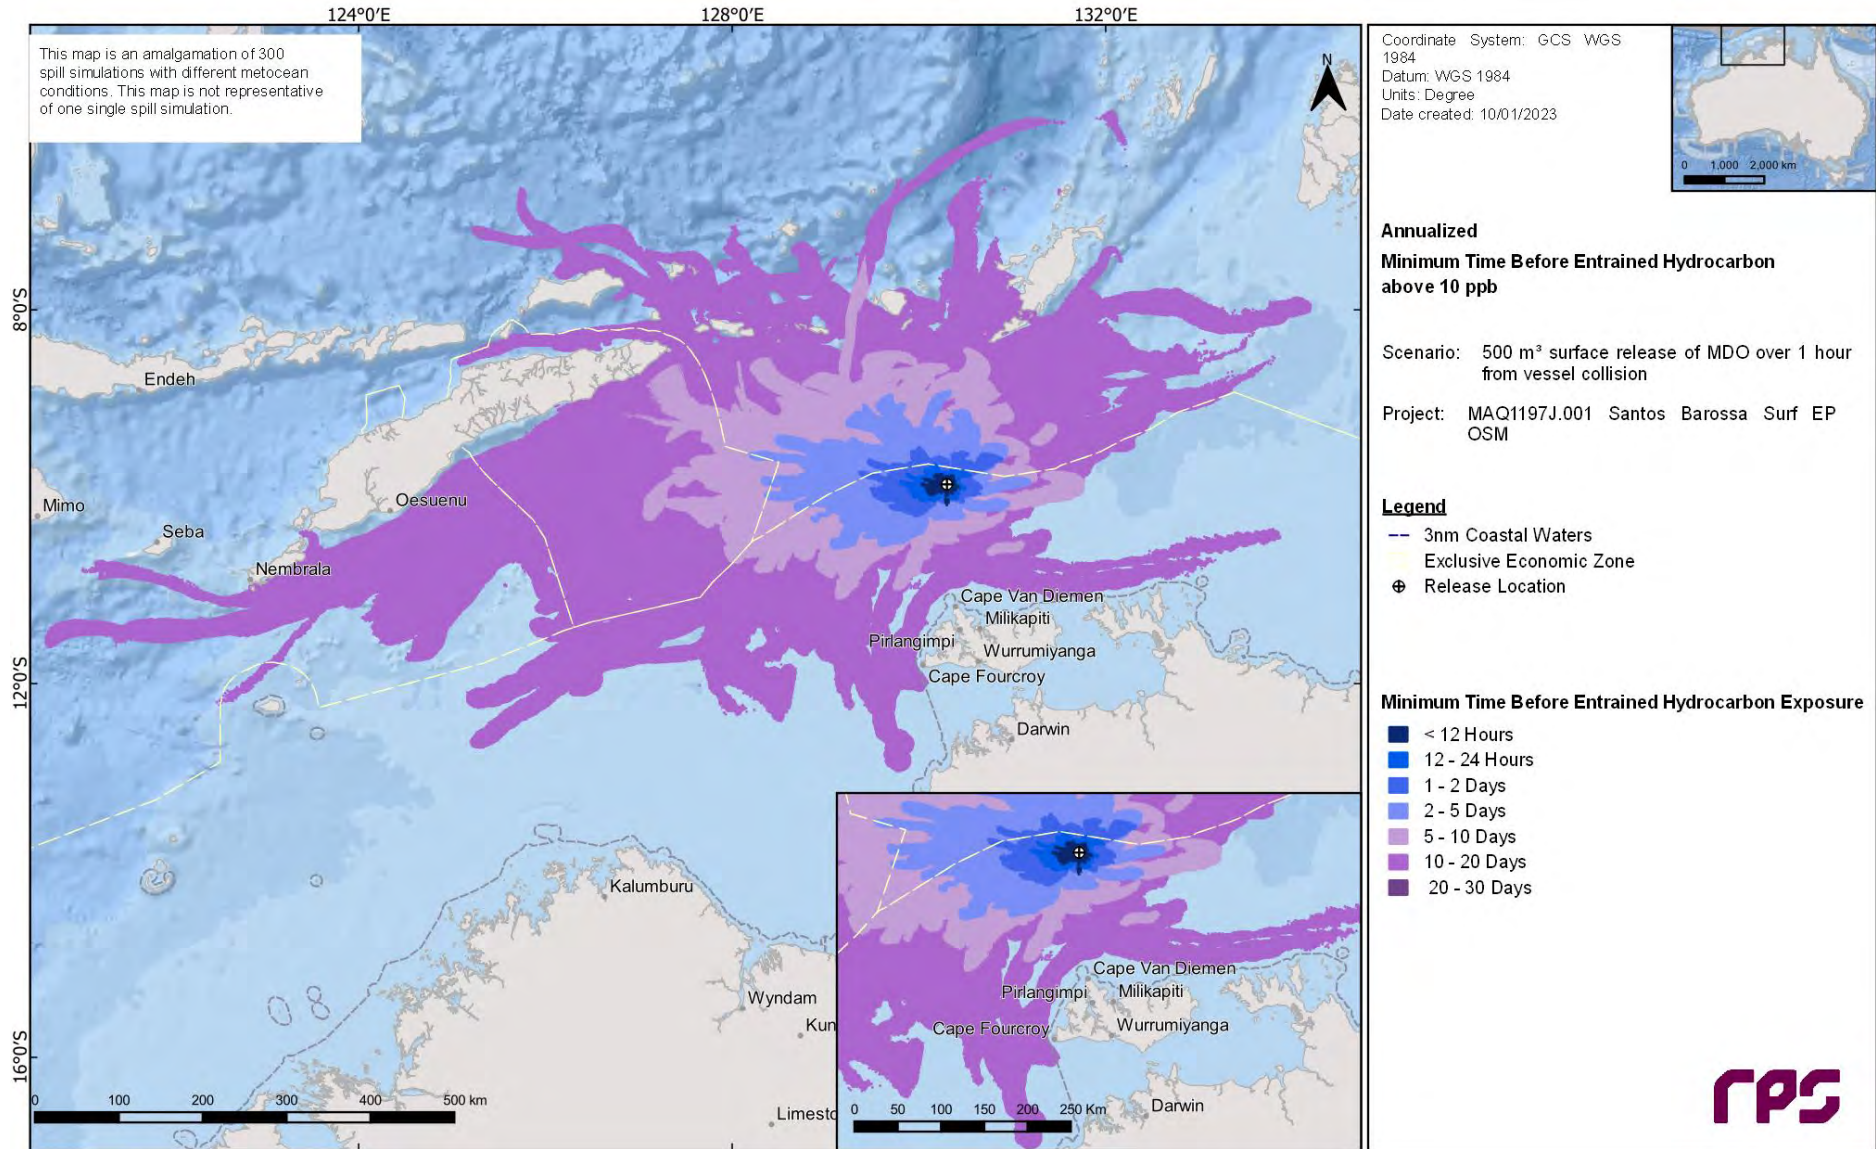 124°0'E
128°0'E
132°0'E
This map is an amalgamation of 300
spill simulations with different metocean
conditions. This map is not representative
of one single spill simulation.
N
8°0'S
12°0'S
16°0'S
Endeh
Mimo
Seba
Oesuenu
Nembrala
Cape Van Diemen
Milikapiti
Pirlangimpi
Wurrumiyanga
Cape Fourcroy
Darwin
Kalumburu
Wyndam
Kun
Limesto
0 100 200 300 400 500 km
Cape Van Diemen
Pirlangimpi
Milikapiti
Cape Fourcroy
Wurrumiyanga
Darwin
0 50 100 150 200 250 Km
Coordinate System: GCS WGS
1984
Datum: WGS 1984
Units: Degree
Date created: 10/01/2023
0 1,000 2,000 km
Annualized
Minimum Time Before Entrained Hydrocarbon
above 10 ppb
Scenario: 500 m³ surface release of MDO over 1 hour
from vessel collision
Project: MAQ1197J.001 Santos Barossa Surf EP
OSM
Legend
3nm Coastal Waters
Exclusive Economic Zone
Release Location
Minimum Time Before Entrained Hydrocarbon Exposure
< 12 Hours
12 - 24 Hours
1 - 2 Days
2 - 5 Days
5 - 10 Days
10 - 20 Days
20 - 30 Days
rps